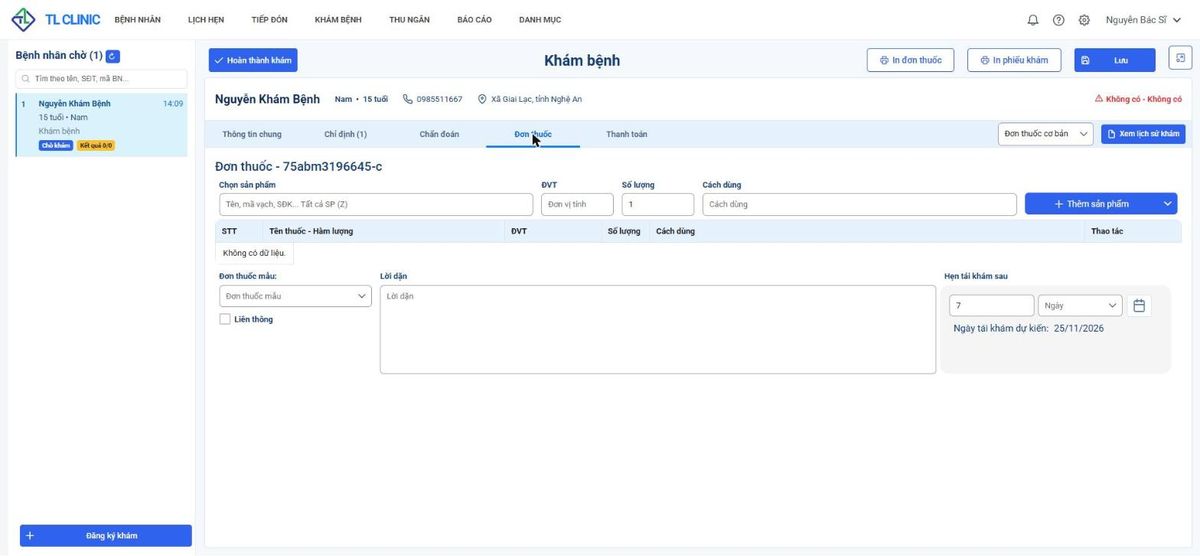 TL CLINIC
BỆNH NHÂN LỊCH HẸN TIẾP ĐÓN KHÁM BỆNH THU NGÂN BÁO CÁO DANH MỤC
Nguyễn Bác Sĩ
Bệnh nhân chờ (1)
Tìm theo tên, SĐT, mã BN...
1 Nguyễn Khám Bệnh 14:09
15 tuổi • Nam
Khám bệnh
Chờ khám Kết quả 0/0
Đăng ký khám
Hoàn thành khám
Khám bệnh
In đơn thuốc
In phiếu khám
Lưu
Nguyễn Khám Bệnh Nam • 15 tuổi 0985511667 Xã Giai Lạc, tỉnh Nghệ An
Không có - Không có
Thông tin chung Chỉ định (1) Chẩn đoán Đơn thuốc Thanh toán
Đơn thuốc cơ bản
Xem lịch sử khám
Đơn thuốc - 75abm3196645-c
Chọn sản phẩm ĐVT Số lượng Cách dùng
Tên, mã vạch, SĐK... Tất cả SP (Z) Đơn vị tính 1 Cách dùng
Thêm sản phẩm
STT Tên thuốc - Hàm lượng ĐVT Số lượng Cách dùng Thao tác
Không có dữ liệu.
Đơn thuốc mẫu:
Đơn thuốc mẫu
Liên thông
Lời dặn
Lời dặn
Hẹn tái khám sau
7 Ngày
Ngày tái khám dự kiến: 25/11/2026